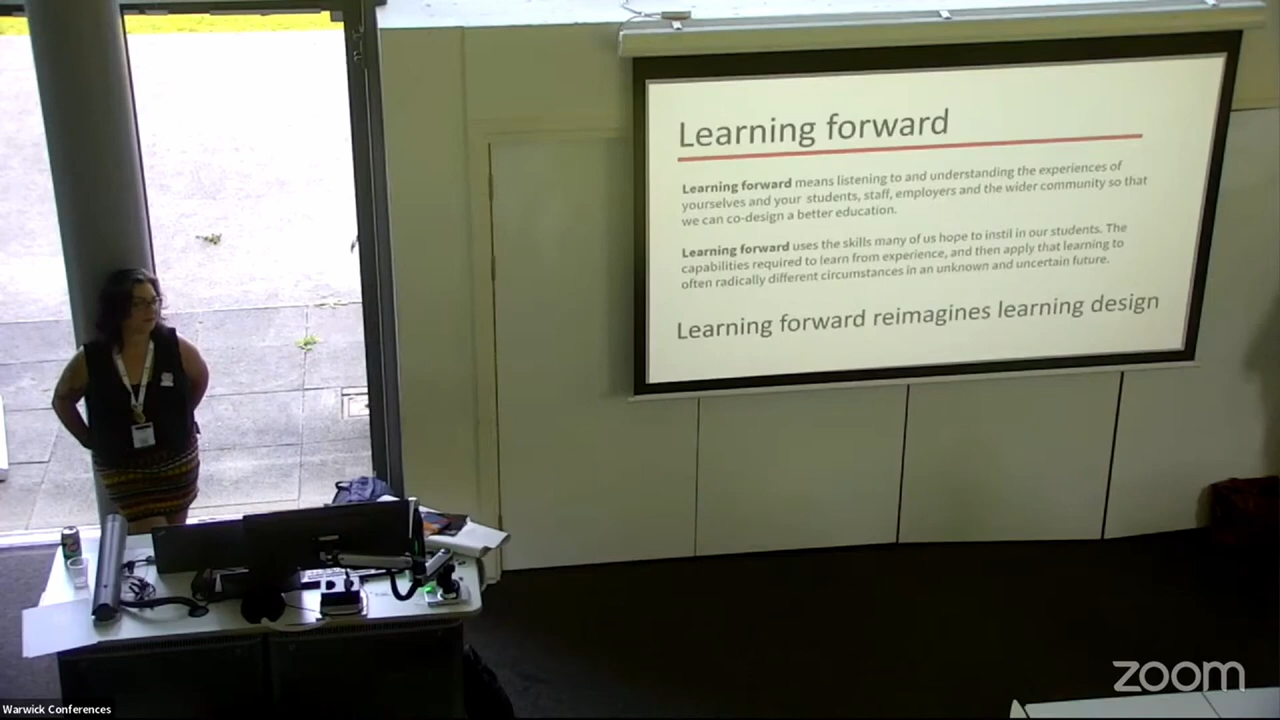 Learning forward
Learning forward means listening to and understanding the experiences of
yourselves and your students, staff, employers and the wider community so that
we can co-design a better education.
Learning forward uses the skills many of us hope to instil in our students. The
capabilities required to learn from experience, and then apply that learning to
often radically different circumstances in an unknown and uncertain future.
Learning forward reimagines learning design
zoom
Warwick Conferences